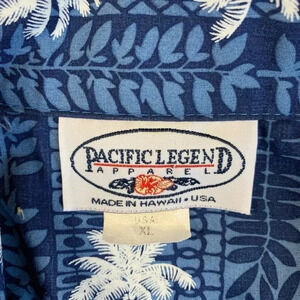 PACIFIC LEGEND
APPAREL
MADE IN HAWAII • USA
USA
XL